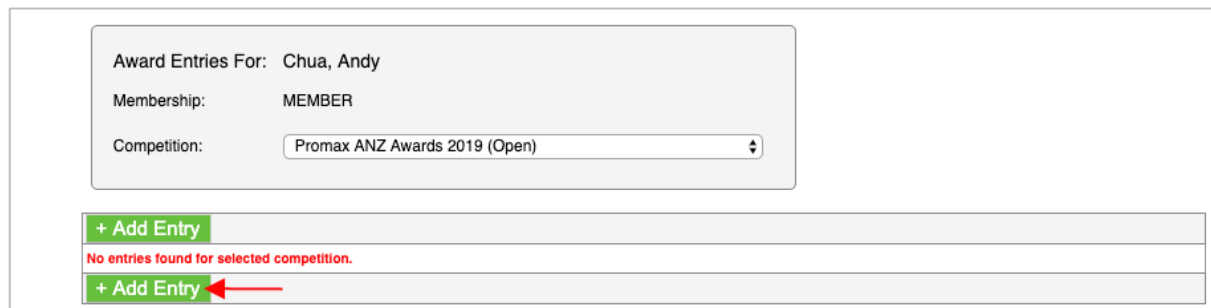 Award Entries For: Chua, Andy
Membership: MEMBER
Competition: Promax ANZ Awards 2019 (Open)
+ Add Entry
No entries found for selected competition.
+ Add Entry